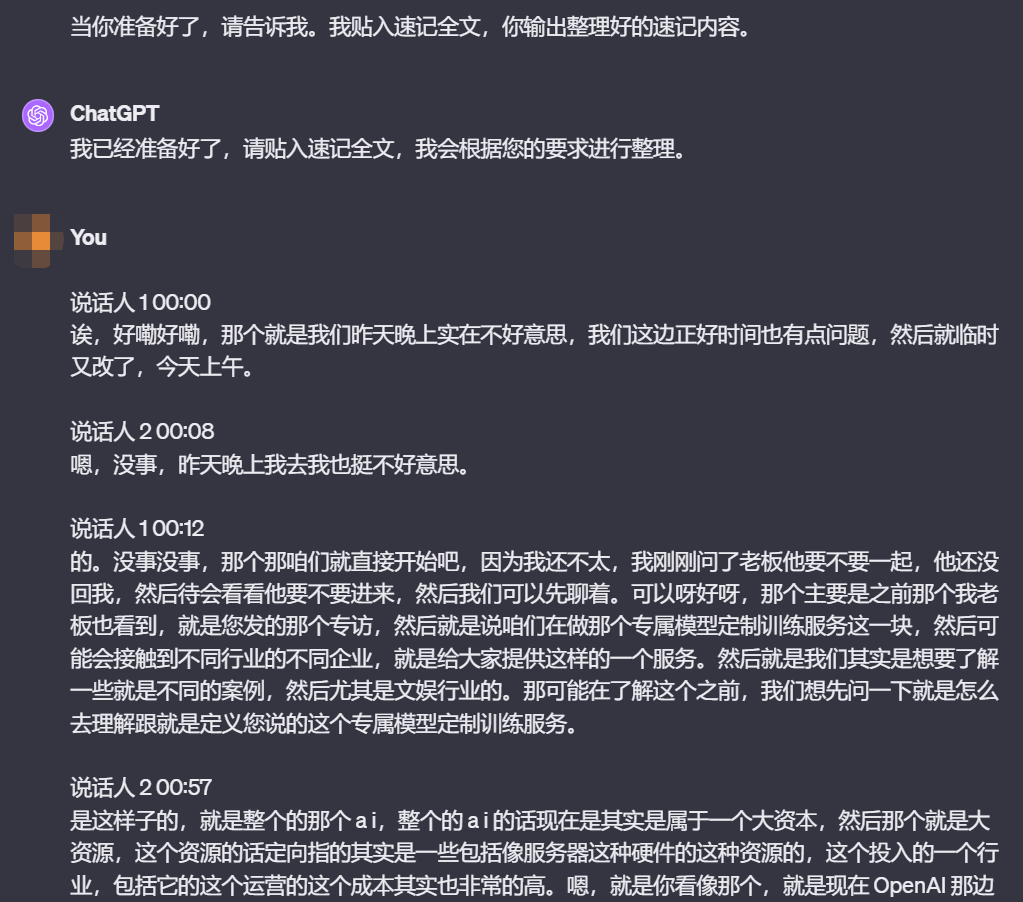 当你准备好了，请告诉我。我贴入速记全文，你输出整理好的速记内容。
ChatGPT
我已经准备好了，请贴入速记全文，我会根据您的要求进行整理。
You
说话人 1 00:00
诶，好嘞好嘞，那个就是我们昨天晚上实在不好意思，我们这边正好时间也有点问题，然后就临时
又改了，今天上午。
说话人 2 00:08
嗯，没事，昨天晚上我去我也挺不好意思。
说话人 1 00:12
的。没事没事，那个那咱们就直接开始吧，因为我还不太，我刚刚问了老板他要不要一起，他还没
回我，然后待会看看他要不要进来，然后我们可以先聊着。可以呀好呀，那个主要是之前那个我老
板也看到，就是您发的那个专访，然后就是说咱们在做那个专属模型定制训练服务这一块，然后可
能会接触到不同行业的不同企业，就是给大家提供这样的一个服务。然后就是我们其实是想要了解
一些就是不同的案例，然后尤其是文娱行业的。那可能在了解这个之前，我们想先问一下就是怎么
去理解跟就是定义您说的这个专属模型定制训练服务。
说话人 2 00:57
是这样子的，就是整个的那个 a i，整个的 a i 的话现在是其实是属于一个大资本，然后那个就是大
资源，这个资源的话定向指的其实是一些包括像服务器这种硬件的这种资源的，这个投入的一个行
业，包括它的这个运营的这个成本其实也非常的高。嗯，就是你看像那个，就是现在 OpenAI 那边